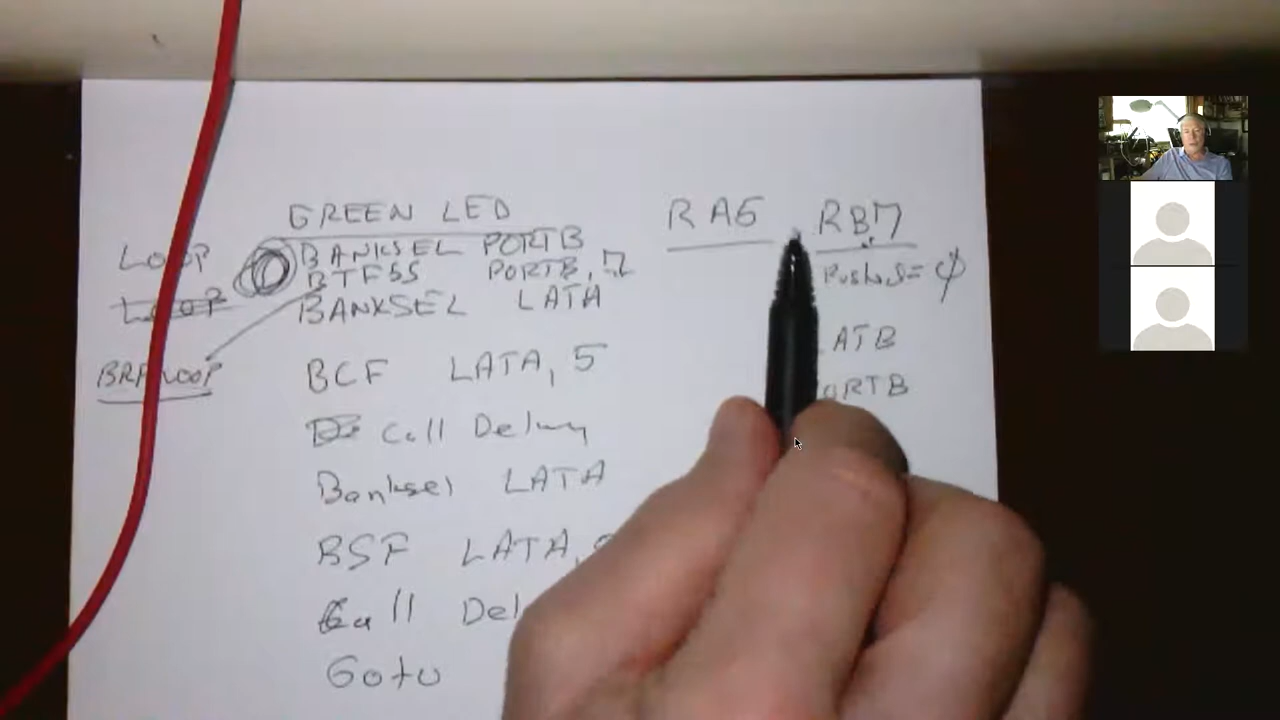 GREEN LED RA5 RB7
LOOP BANKSEL PORTB
BTFSS PORTB, 7 Pushed = φ
BANKSEL LATA
BRA LOOP
BCF LATA, 5 ATB
ORTB
Call Delay
Banksel LATA
BSF LATA,
Call Del
Goto